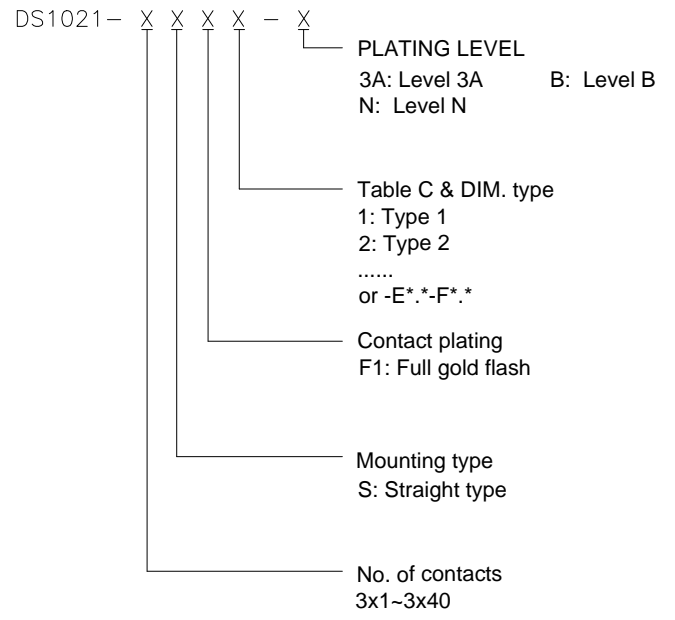 DS1021- X X X X - X
PLATING LEVEL
3A: Level 3A B: Level B
N: Level N
Table C & DIM. type
1: Type 1
2: Type 2
......
or -E*.*-F*.*
Contact plating
F1: Full gold flash
Mounting type
S: Straight type
No. of contacts
3x1~3x40